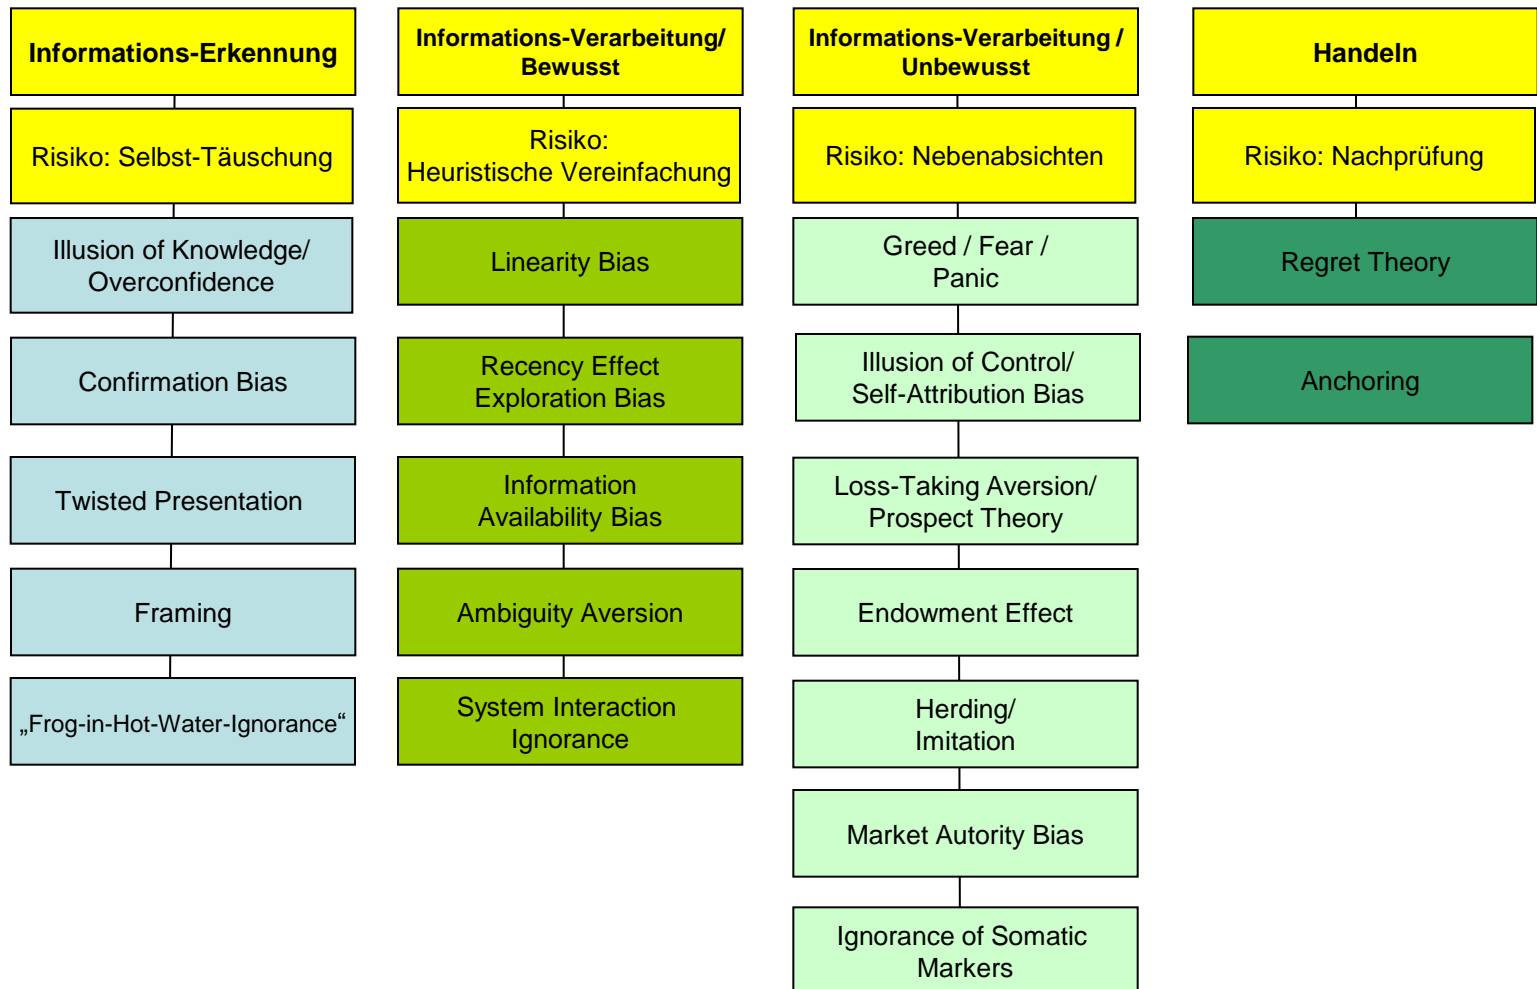 Informations-Erkennung
Risiko: Selbst-Täuschung
Illusion of Knowledge/
Overconfidence
Confirmation Bias
Twisted Presentation
Framing
„Frog-in-Hot-Water-Ignorance“
Informations-Verarbeitung/
Bewusst
Risiko:
Heuristische Vereinfachung
Linearity Bias
Recency Effect
Exploration Bias
Information
Availability Bias
Ambiguity Aversion
System Interaction
Ignorance
Informations-Verarbeitung /
Unbewusst
Risiko: Nebenabsichten
Greed / Fear /
Panic
Illusion of Control/
Self-Attribution Bias
Loss-Taking Aversion/
Prospect Theory
Endowment Effect
Herding/
Imitation
Market Autority Bias
Ignorance of Somatic
Markers
Handeln
Risiko: Nachprüfung
Regret Theory
Anchoring